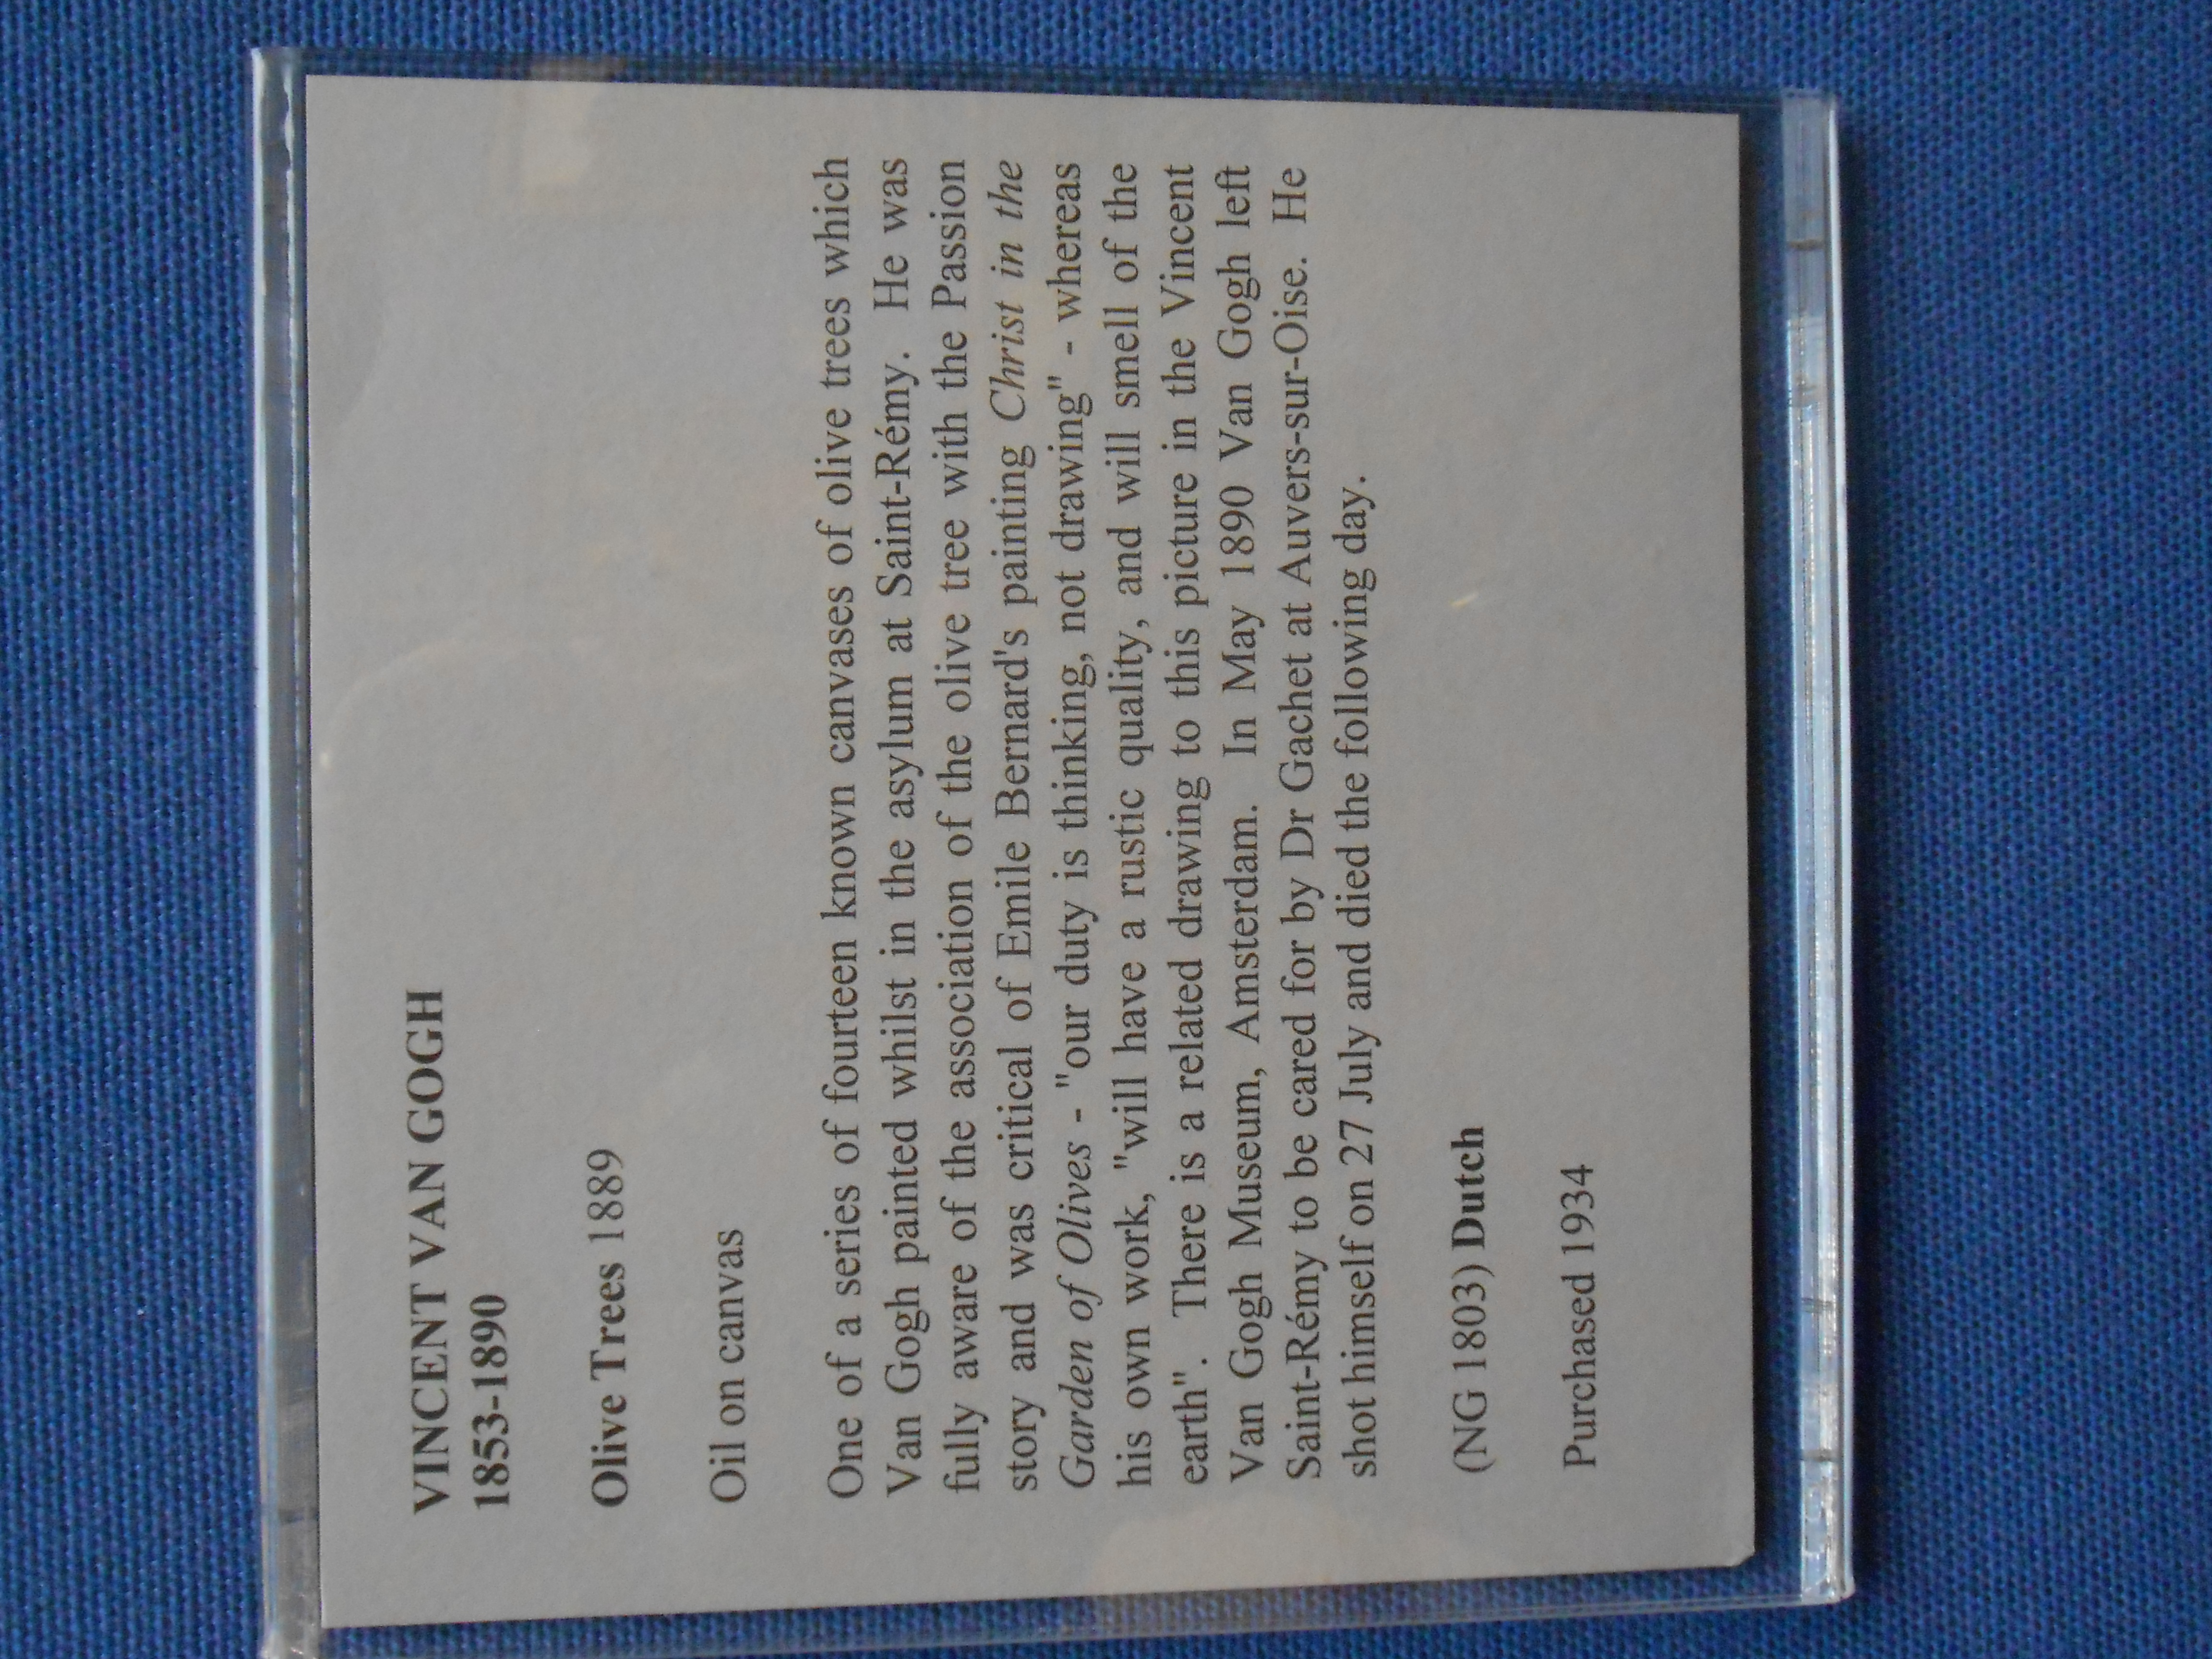 VINCENT VAN GOGH
1853-1890
Olive Trees 1889
Oil on canvas
One of a series of fourteen known canvases of olive trees which
Van Gogh painted whilst in the asylum at Saint-Rémy. He was
fully aware of the association of the olive tree with the Passion
story and was critical of Emile Bernard's painting Christ in the
Garden of Olives - "our duty is thinking, not drawing" - whereas
his own work, "will have a rustic quality, and will smell of the
earth". There is a related drawing to this picture in the Vincent
Van Gogh Museum, Amsterdam. In May 1890 Van Gogh left
Saint-Rémy to be cared for by Dr Gachet at Auvers-sur-Oise. He
shot himself on 27 July and died the following day.
(NG 1803) Dutch
Purchased 1934